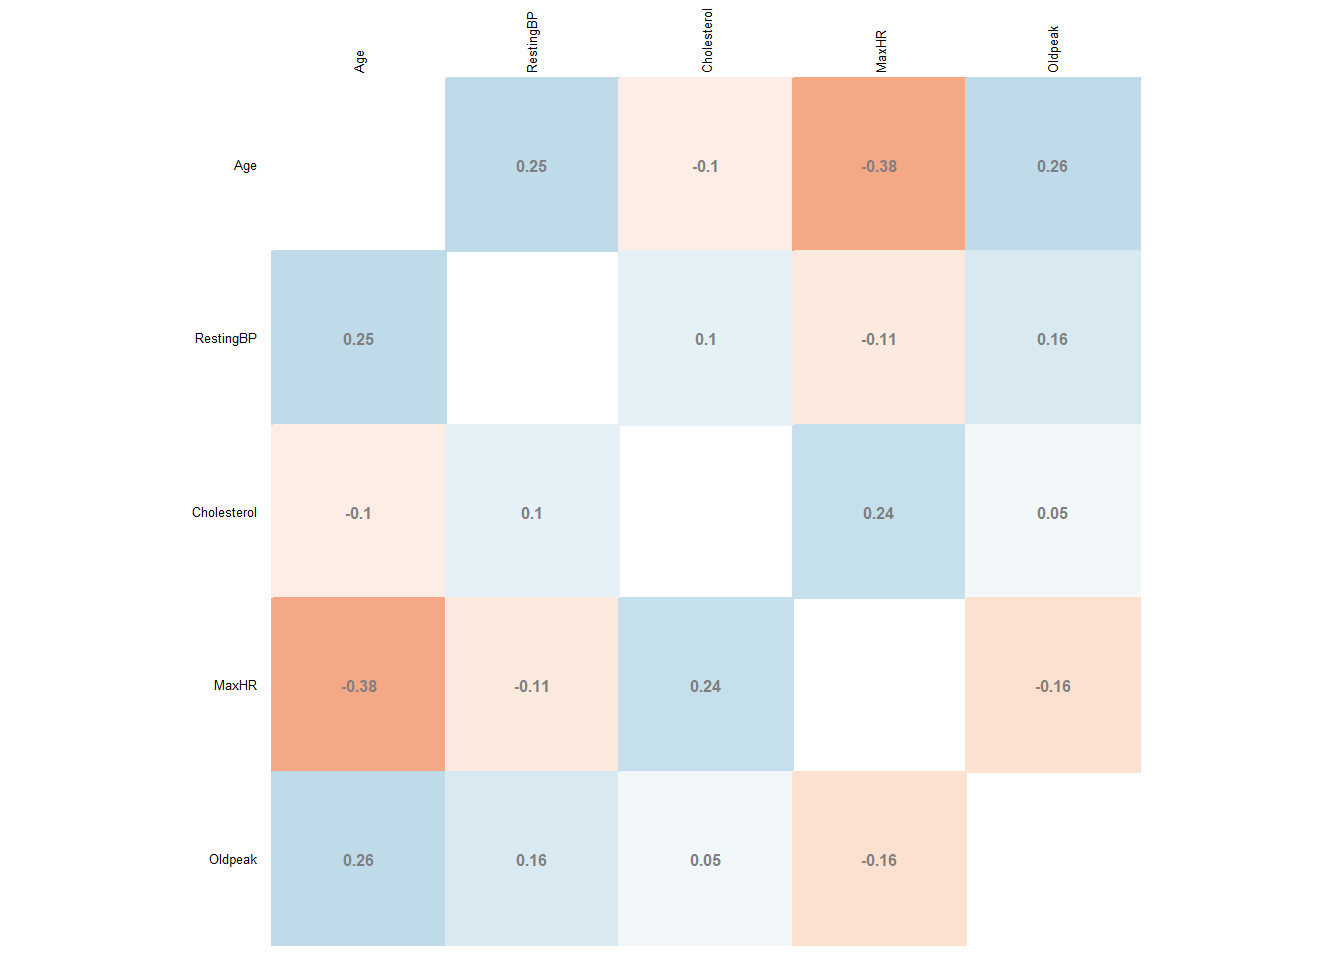 Age RestingBP Cholesterol MaxHR Oldpeak
Age 0.25 -0.1 -0.38 0.26
RestingBP 0.25 0.1 -0.11 0.16
Cholesterol -0.1 0.1 0.24 0.05
MaxHR -0.38 -0.11 0.24 -0.16
Oldpeak 0.26 0.16 0.05 -0.16